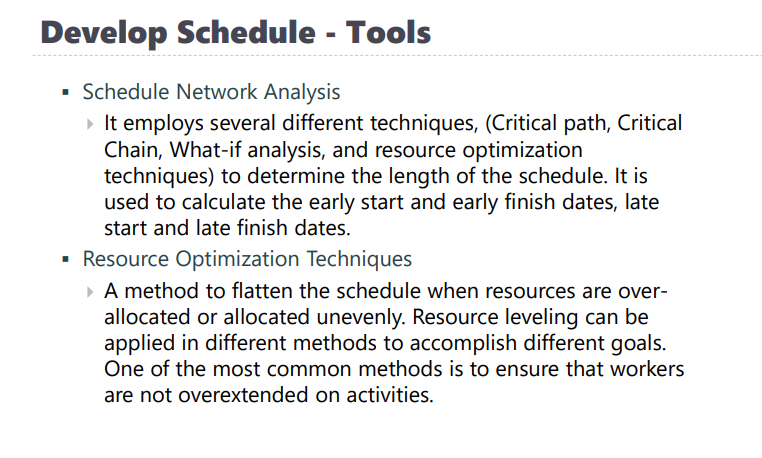 Develop Schedule - Tools
▪ Schedule Network Analysis
It employs several different techniques, (Critical path, Critical
Chain, What-if analysis, and resource optimization
techniques) to determine the length of the schedule. It is
used to calculate the early start and early finish dates, late
start and late finish dates.
▪ Resource Optimization Techniques
A method to flatten the schedule when resources are over-
allocated or allocated unevenly. Resource leveling can be
applied in different methods to accomplish different goals.
One of the most common methods is to ensure that workers
are not overextended on activities.